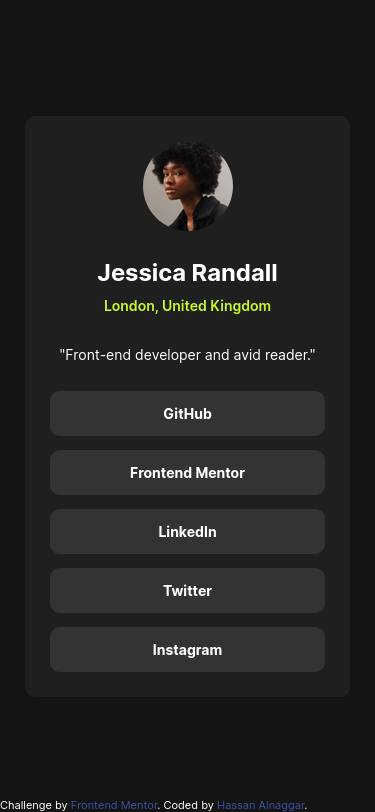 Jessica Randall
London, United Kingdom
"Front-end developer and avid reader."
GitHub
Frontend Mentor
LinkedIn
Twitter
Instagram
Challenge by Frontend Mentor. Coded by Hassan Alnaggar.